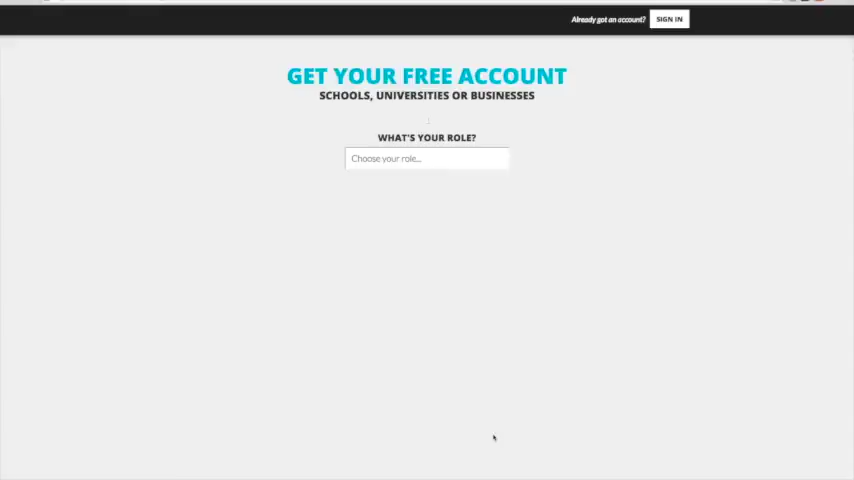 Already got an account? SIGN IN
GET YOUR FREE ACCOUNT
SCHOOLS, UNIVERSITIES OR BUSINESSES
WHAT'S YOUR ROLE?
Choose your role...